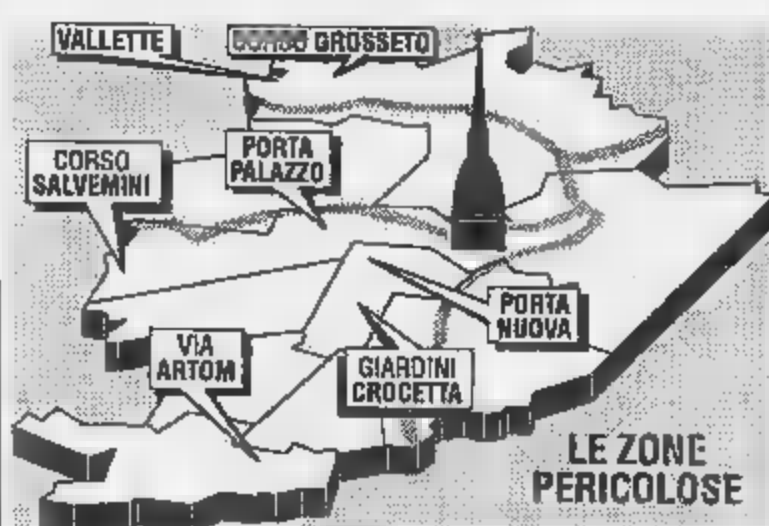 VALLETTE
GROSSETO
CORSO
SALVEMINI
PORTA
PALAZZO
PORTA
NUOVA
VIA
ARTOM
GIARDINI
CROCETTA
LE ZONE
PERICOLOSE